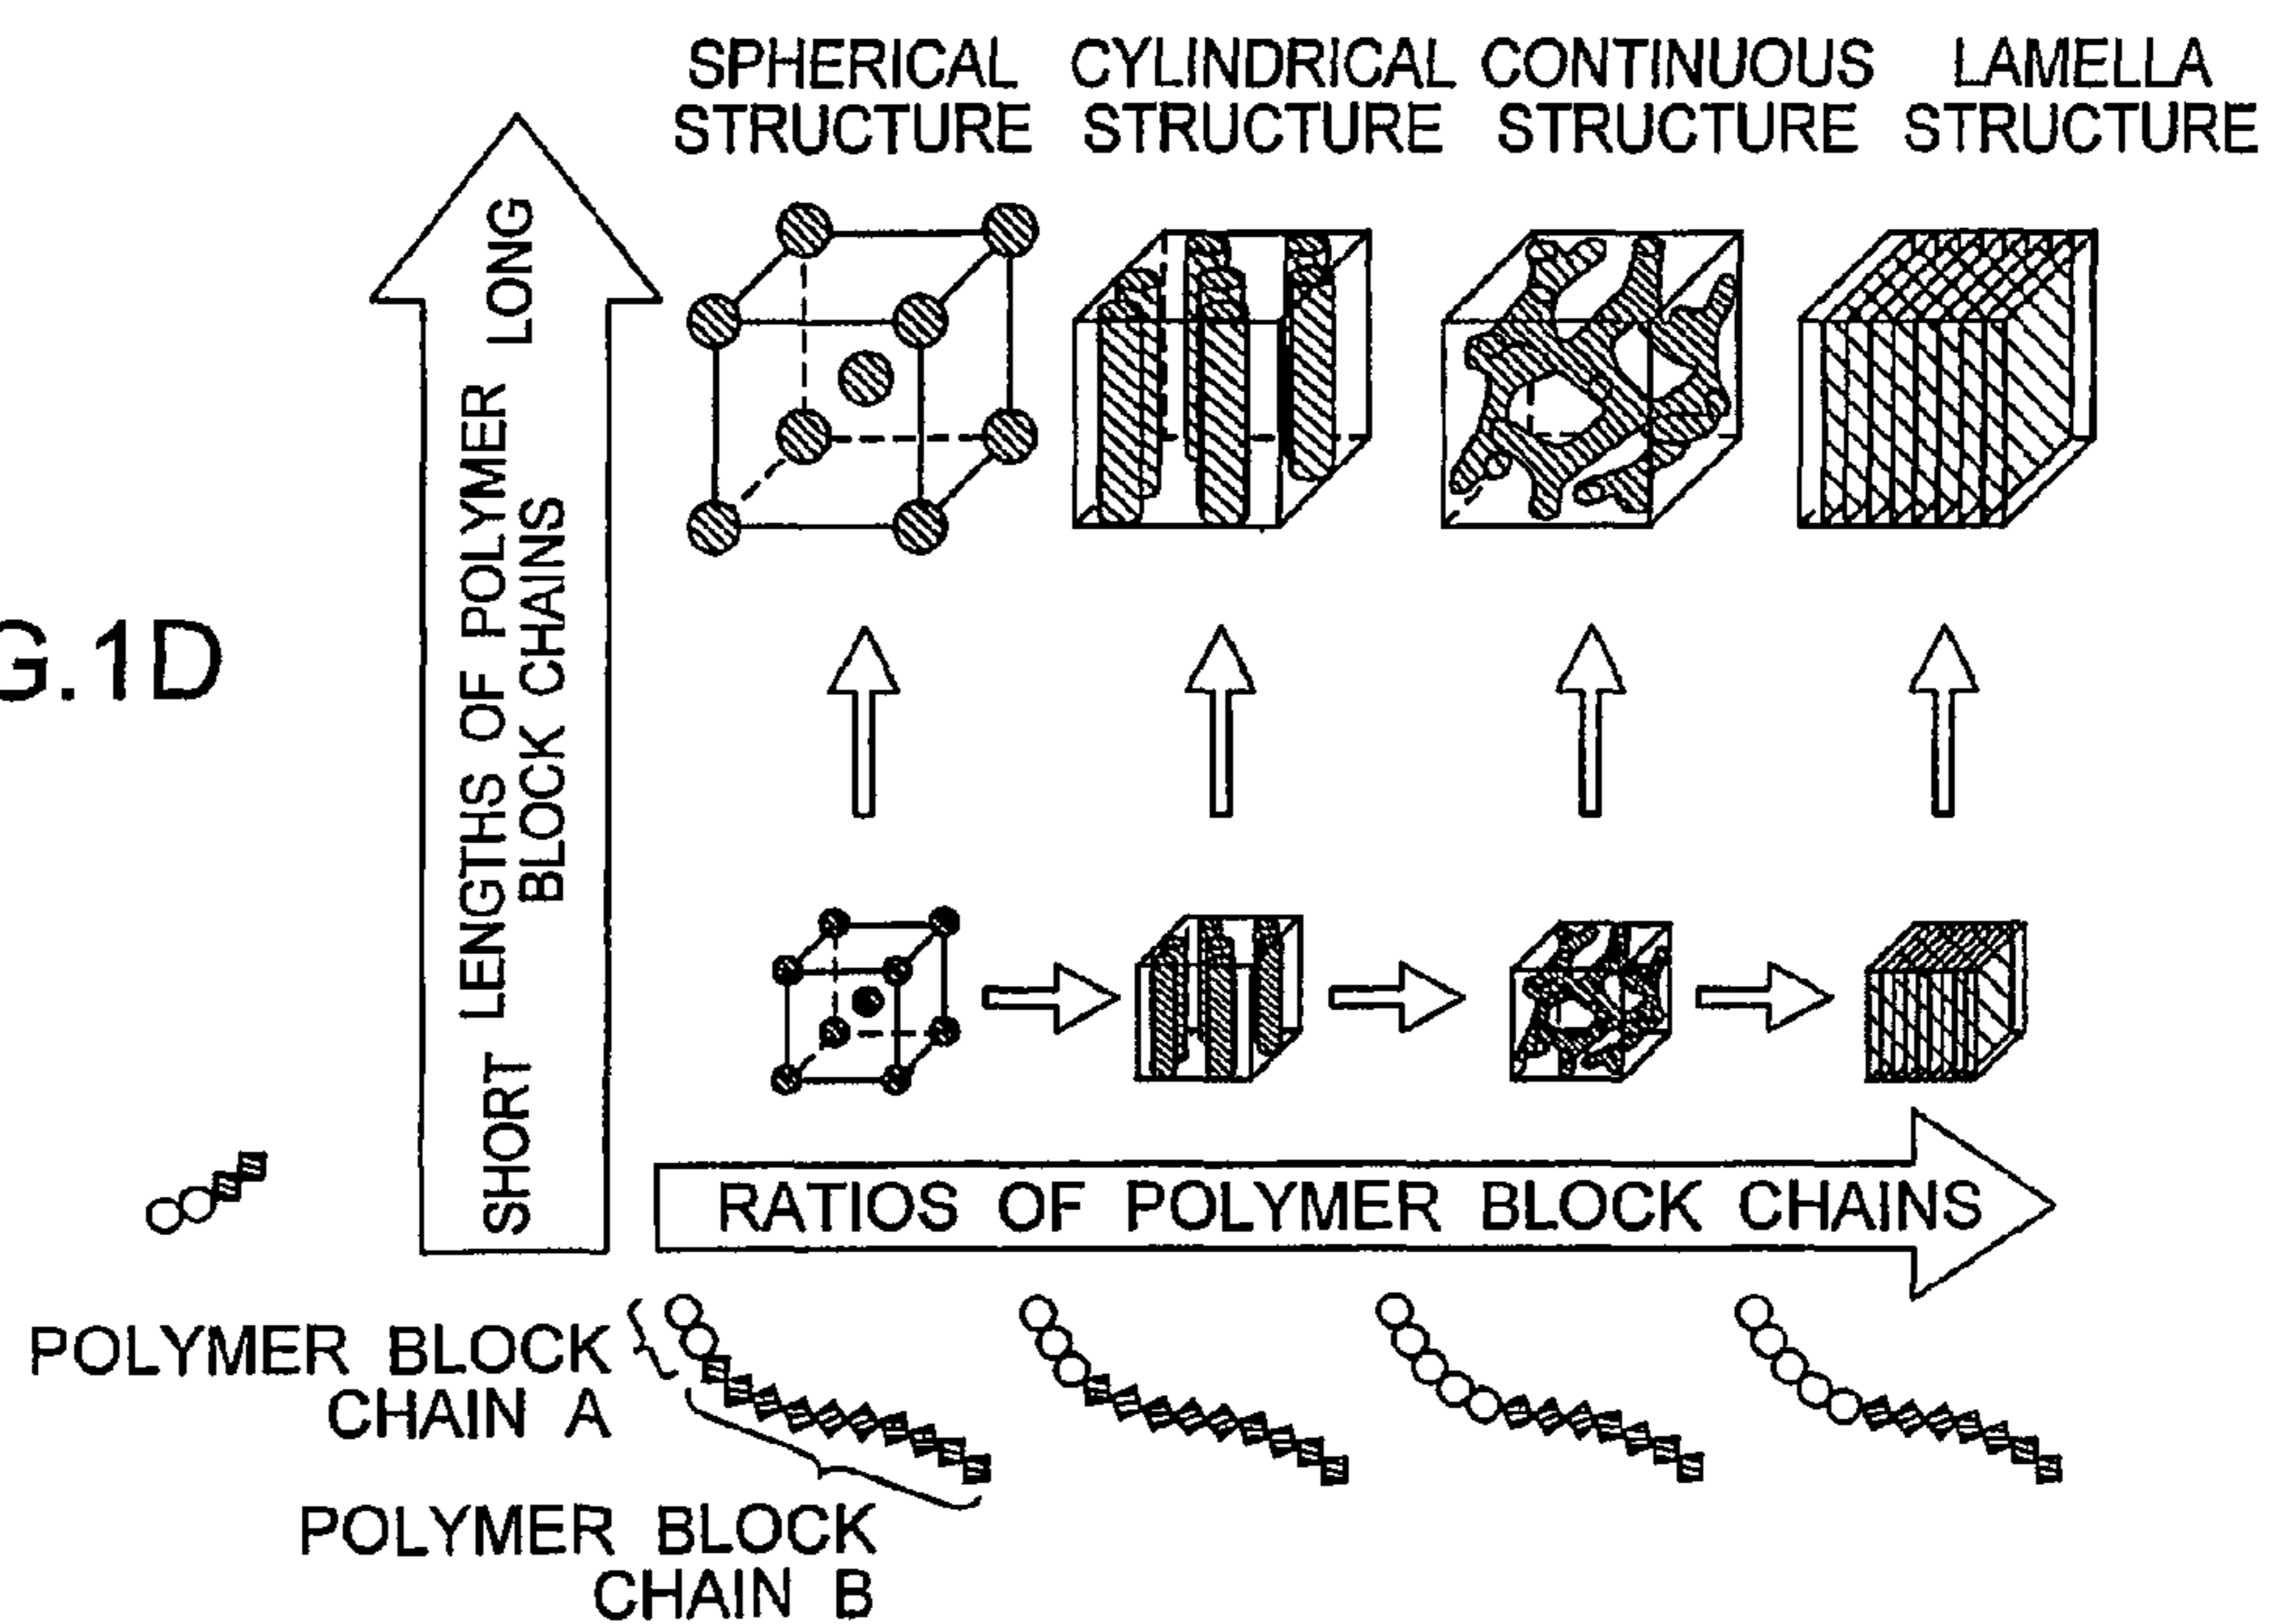 SPHERICAL STRUCTURE
CYLINDRICAL STRUCTURE
CONTINUOUS STRUCTURE
LAMELLA STRUCTURE
SHORT LENGTHS OF POLYMER LONG
BLOCK CHAINS
G.1D
RATIOS OF POLYMER BLOCK CHAINS
POLYMER BLOCK
CHAIN A
POLYMER BLOCK
CHAIN B